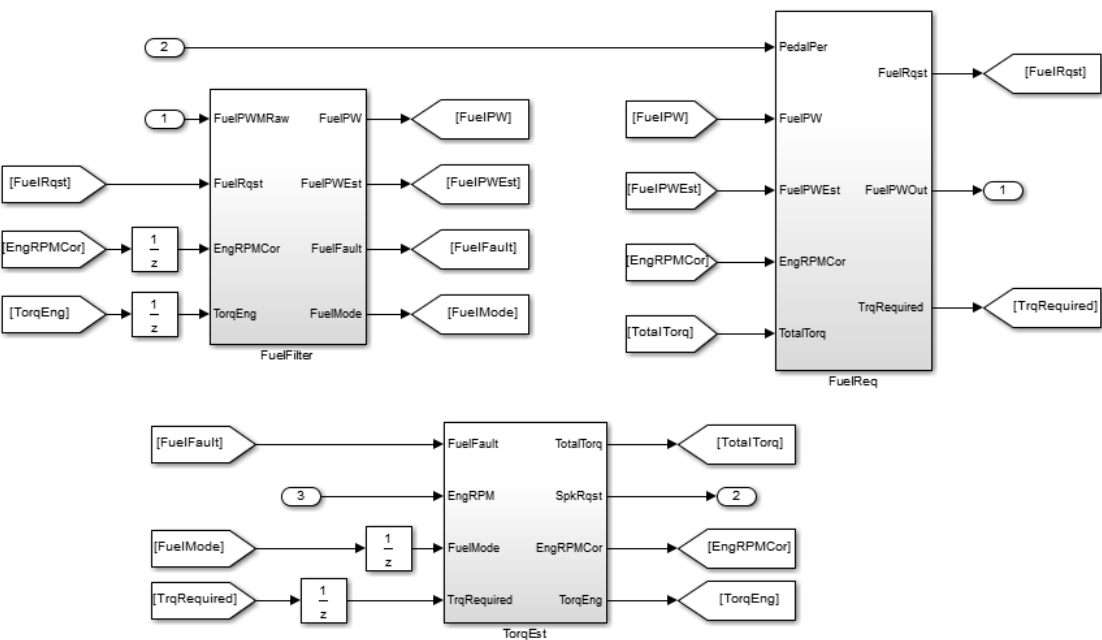 2
PedalPer
FuelRqst
[FuelRqst]
1
FuelPWMRaw
FuelPW
[FuelPW]
[FuelPW]
FuelPW
[FuelRqst]
FuelRqst
FuelPWEst
[FuelPWEst]
[FuelPWEst]
FuelPWEst
FuelPWOut
1
[EngRPMCor]
1
z
EngRPMCor
FuelFault
[FuelFault]
[EngRPMCor]
EngRPMCor
[TorqEng]
1
z
TorqEng
FuelMode
[FuelMode]
TrqRequired
[TrqRequired]
[TotalTorq]
TotalTorq
FuelFilter
FuelReq
[FuelFault]
FuelFault
TotalTorq
[TotalTorq]
3
EngRPM
SpkRqst
2
[FuelMode]
1
z
FuelMode
EngRPMCor
[EngRPMCor]
[TrqRequired]
1
z
TrqRequired
TorqEng
[TorqEng]
TorqEst